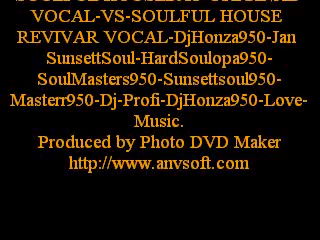 VOCAL-VS-SOULFUL HOUSE
REVIVAR VOCAL-DjHonza950-Jan
SunsettSoul-HardSoulopa950-
SoulMasters950-Sunsettsoul950-
Masterr950-Dj-Profi-DjHonza950-Love-
Music.
Produced by Photo DVD Maker
http://www.anvsoft.com